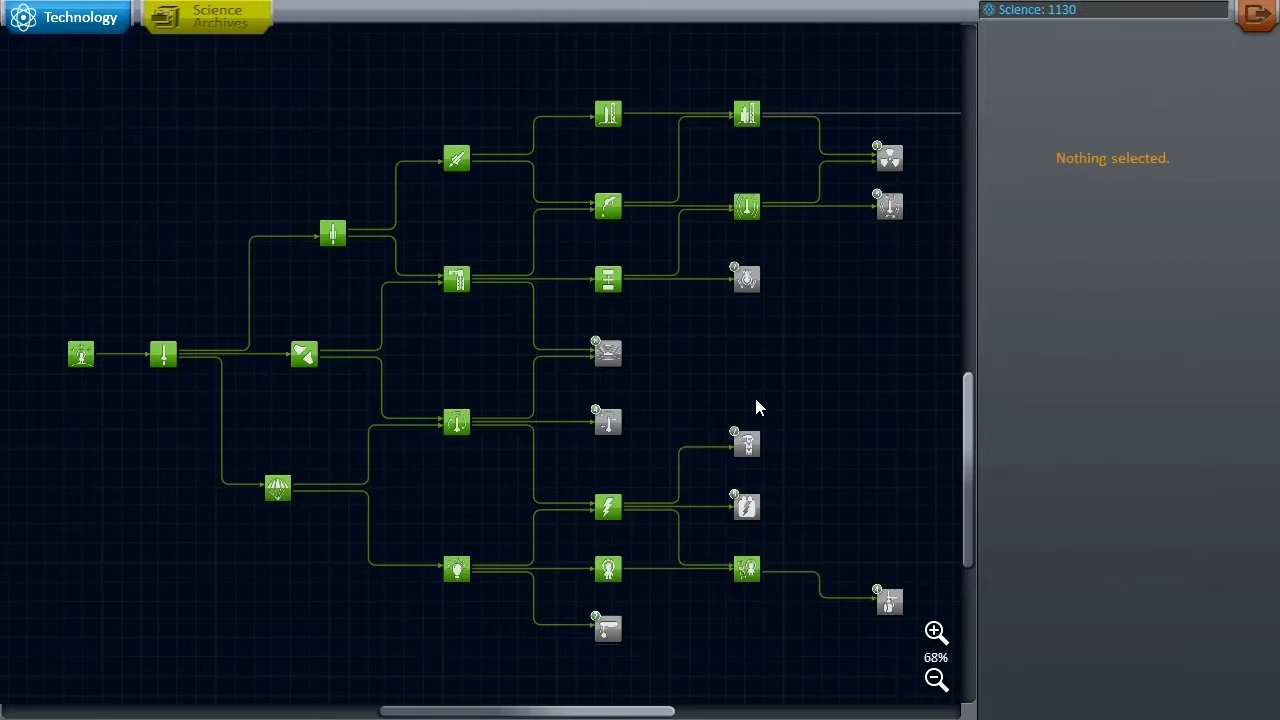 Technology
Science
Archives
Science: 1130
Nothing selected.
68%